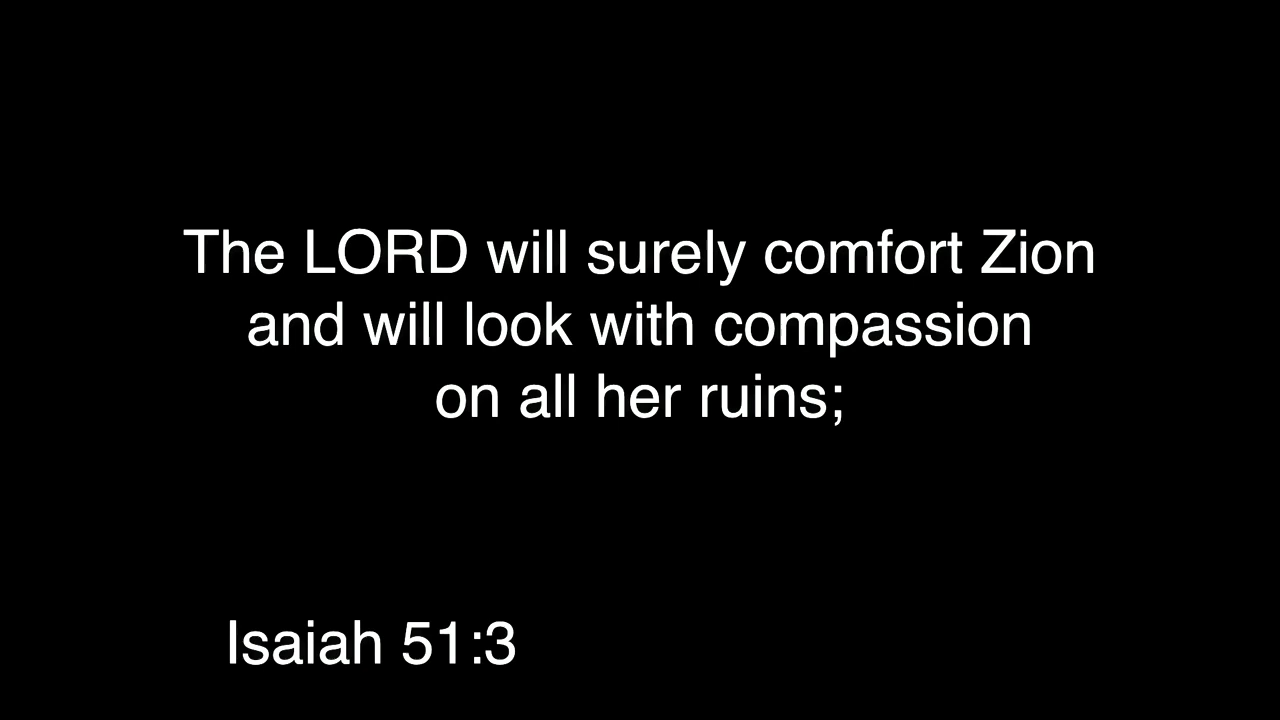 The LORD will surely comfort Zion
and will look with compassion
on all her ruins;
Isaiah 51:3